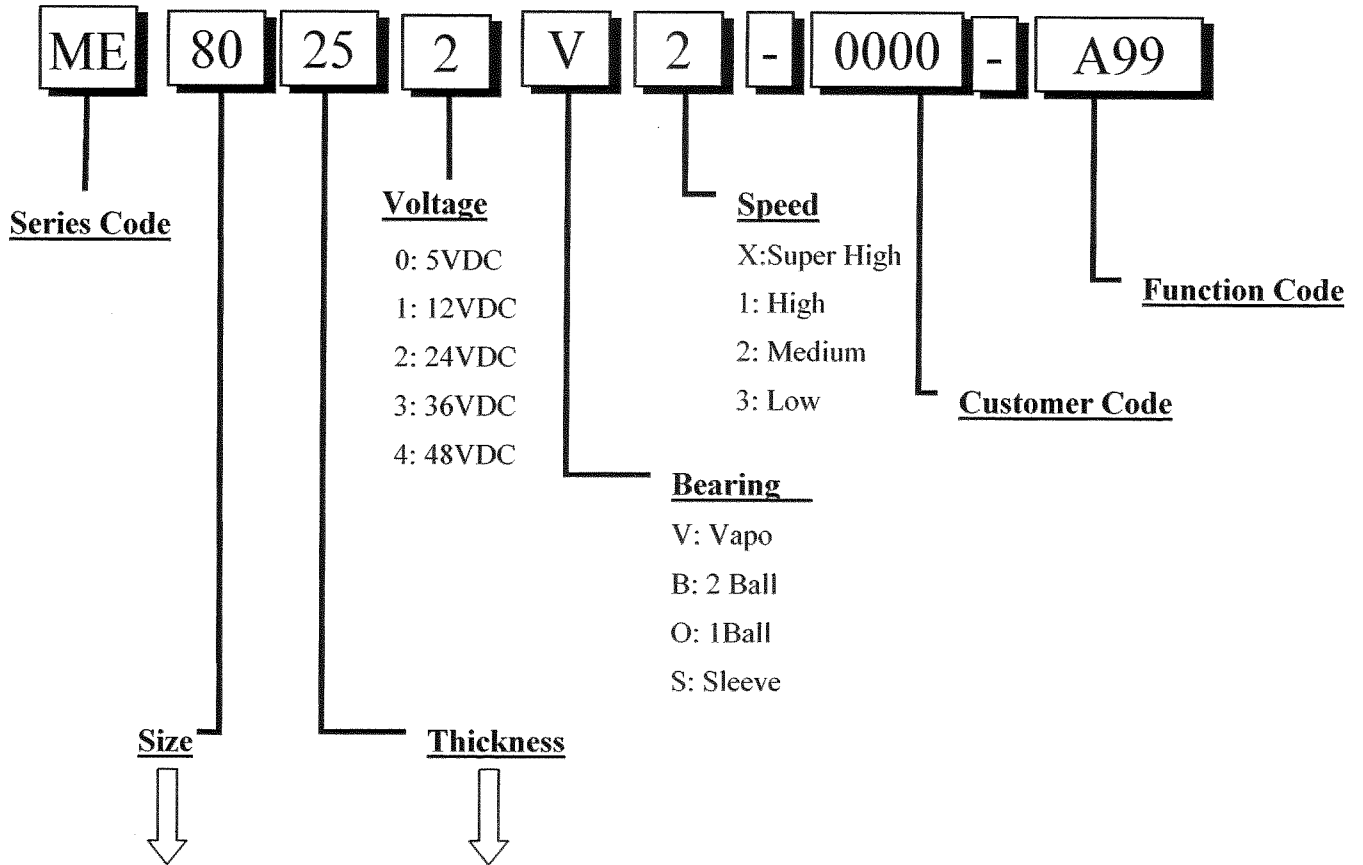 ME 80 25 2 V 2 - 0000 - A99
Series Code
Voltage
0: 5VDC
1: 12VDC
2: 24VDC
3: 36VDC
4: 48VDC
Speed
X:Super High
1: High
2: Medium
3: Low
Function Code
Customer Code
Bearing
V: Vapo
B: 2 Ball
O: 1Ball
S: Sleeve
Size
Thickness